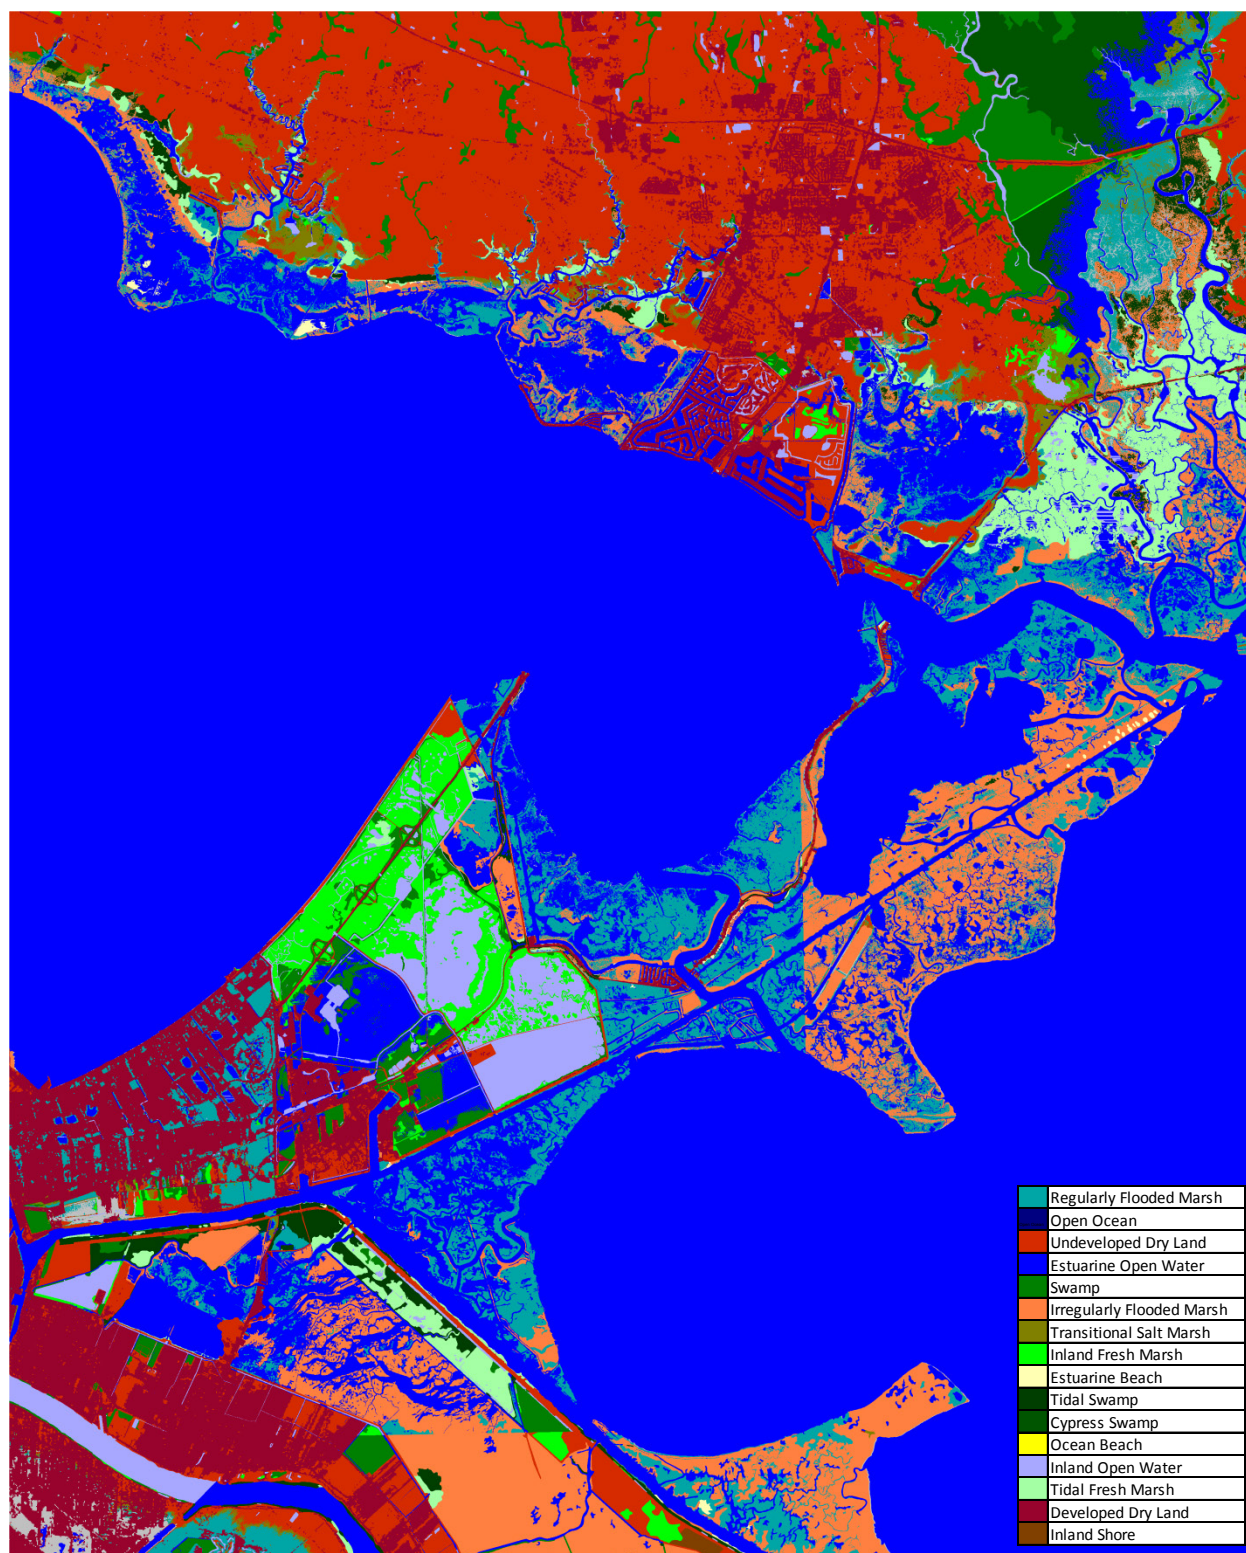 Regularly Flooded Marsh
Open Ocean
Undeveloped Dry Land
Estuarine Open Water
Swamp
Irregularly Flooded Marsh
Transitional Salt Marsh
Inland Fresh Marsh
Estuarine Beach
Tidal Swamp
Cypress Swamp
Ocean Beach
Inland Open Water
Tidal Fresh Marsh
Developed Dry Land
Inland Shore